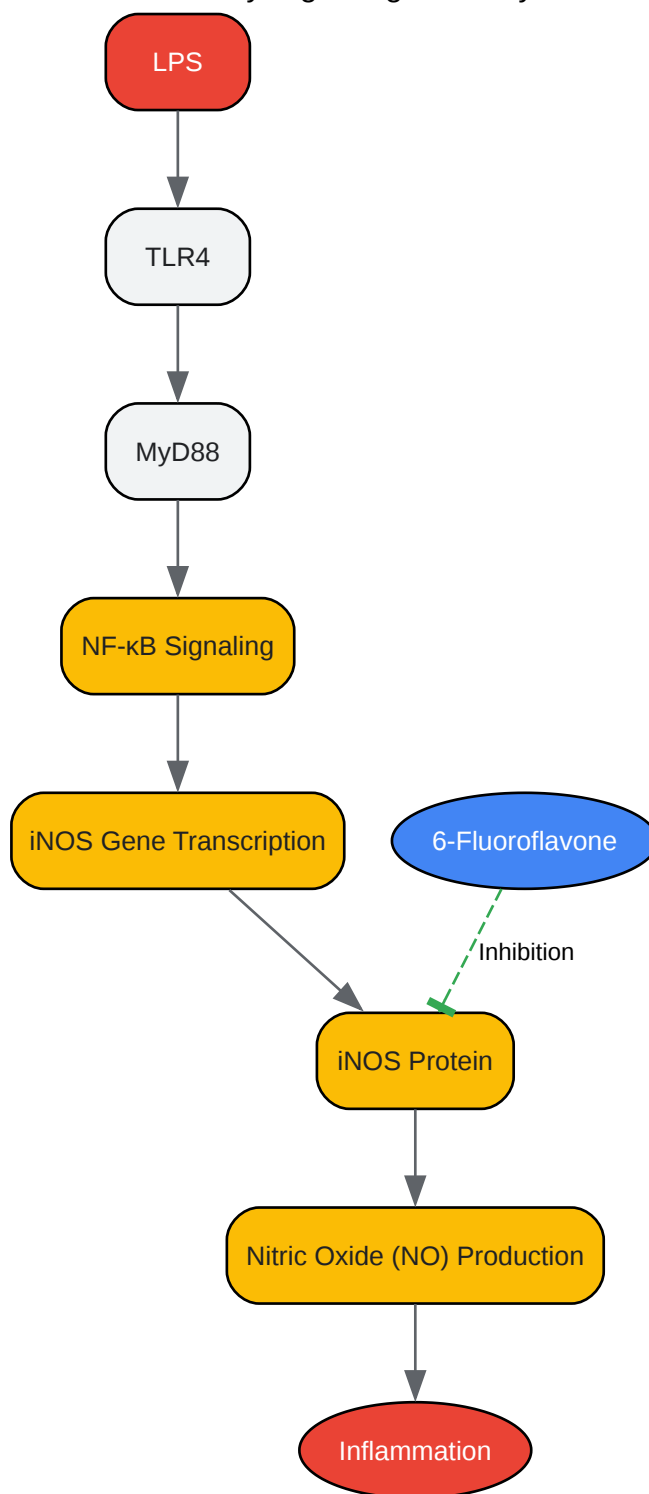 LPS
TLR4
MyD88
NF-κB Signaling
iNOS Gene Transcription
6-Fluoroflavone
Inhibition
iNOS Protein
Nitric Oxide (NO) Production
Inflammation